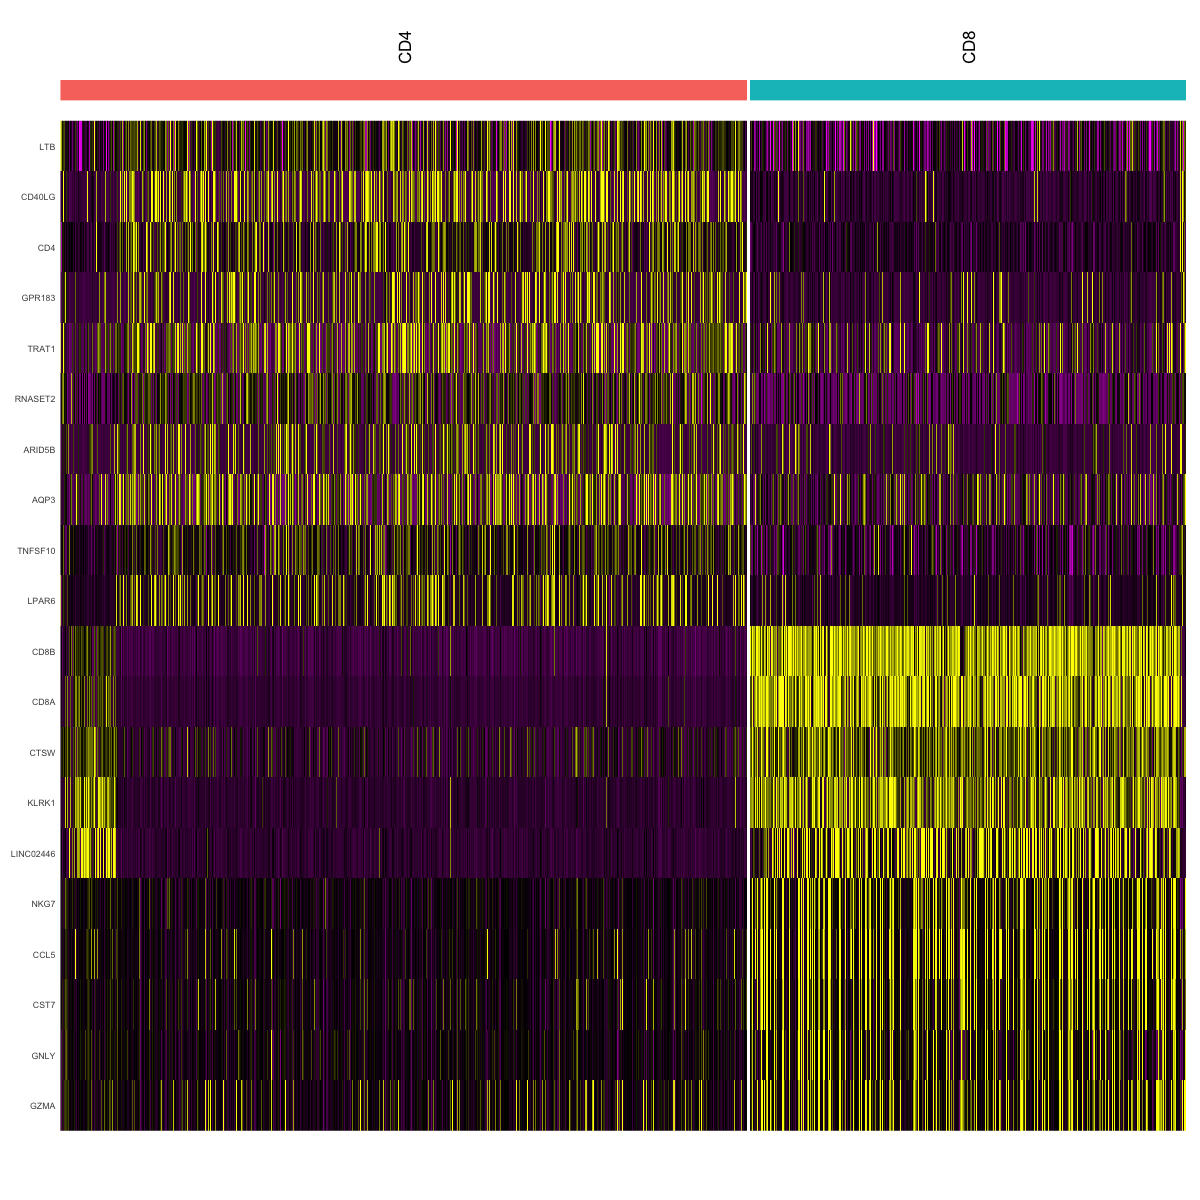 CD4
CD8
LTB
CD40LG
CD4
GPR183
TRAT1
RNASET2
ARID5B
AQP3
TNFSF10
LPAR6
CD8B
CD8A
CTSW
KLRK1
LINC02446
NKG7
CCL5
CST7
GNLY
GZMA